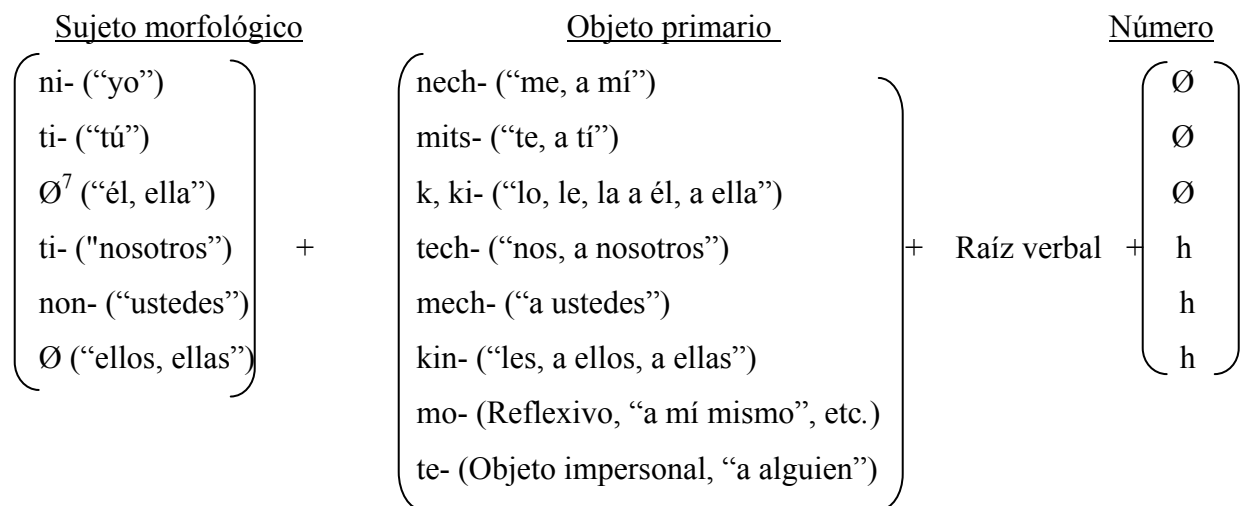 Sujeto morfológico Objeto primario Número
ni- (“yo”) nech- (“me, a mí”) Ø
ti- (“tú”) mits- (“te, a tí”) Ø
Ø7 (“él, ella”) k, ki- (“lo, le, la a él, a ella”) Ø
ti- ("nosotros”) + tech- (“nos, a nosotros”) + Raíz verbal + h
non- (“ustedes”) mech- (“a ustedes”) h
Ø (“ellos, ellas”) kin- (“les, a ellos, a ellas”) h
mo- (Reflexivo, “a mí mismo”, etc.)
te- (Objeto impersonal, “a alguien”)